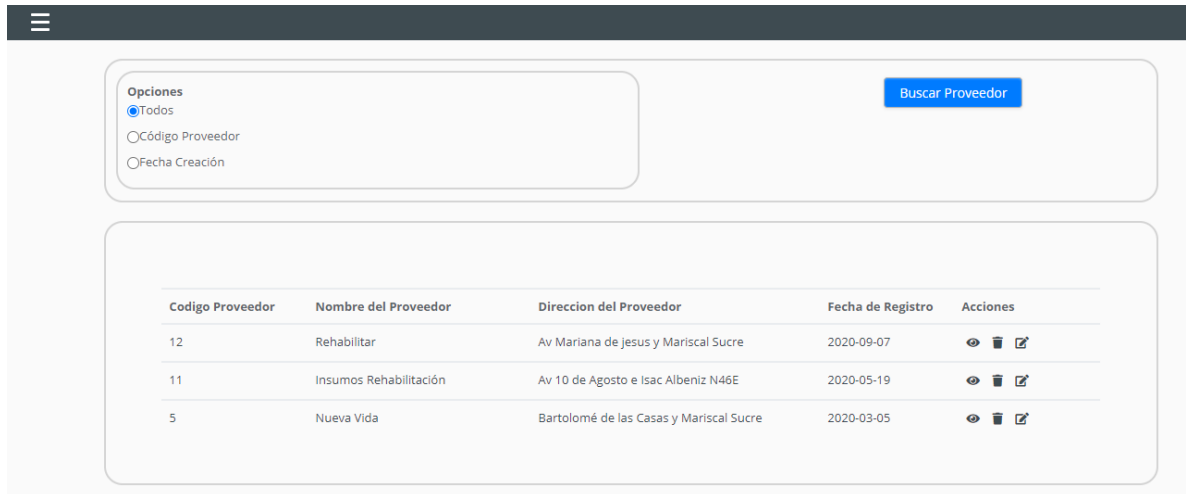 Opciones
Todos
Código Proveedor
Fecha Creación
Buscar Proveedor
Codigo Proveedor Nombre del Proveedor Direccion del Proveedor Fecha de Registro Acciones
12 Rehabilitar Av Mariana de jesus y Mariscal Sucre 2020-09-07
11 Insumos Rehabilitación Av 10 de Agosto e Isac Albeniz N46E 2020-05-19
5 Nueva Vida Bartolomé de las Casas y Mariscal Sucre 2020-03-05